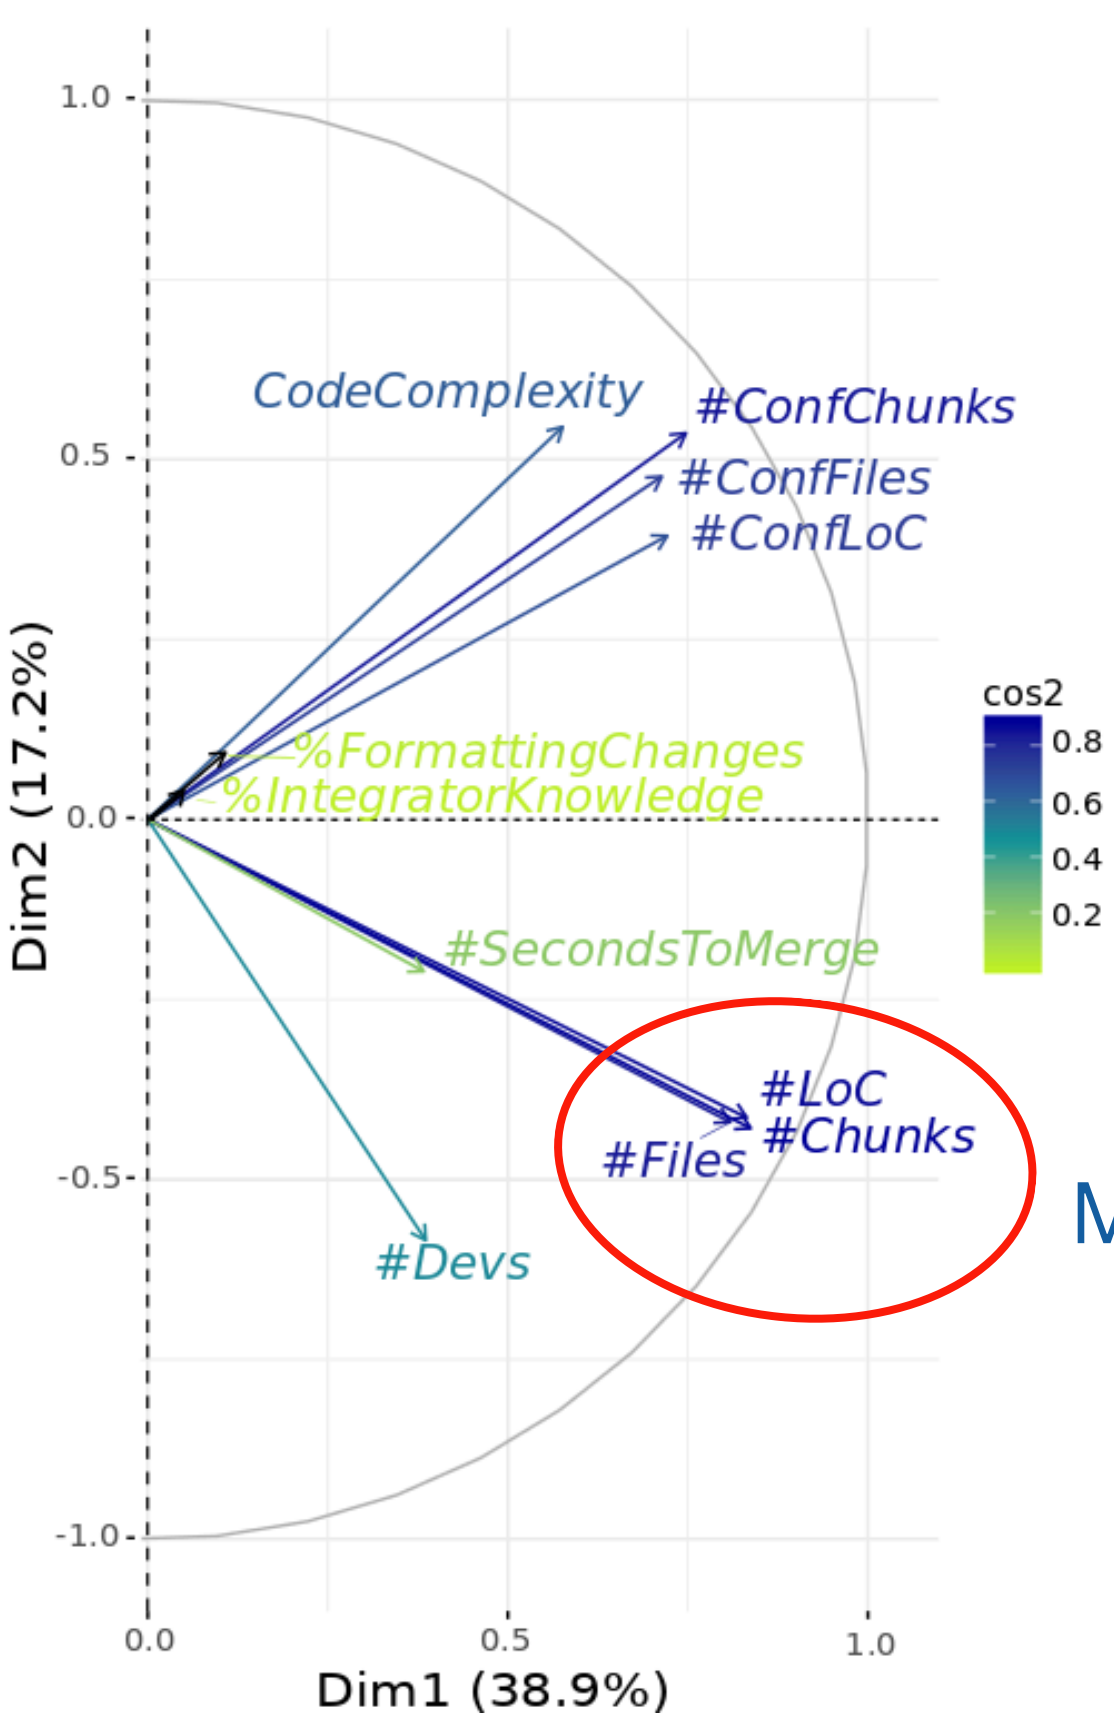 1.0
CodeComplexity
#ConfChunks
0.5
#ConfFiles
#ConfLoC
Dim2 (17.2%)
cos2
0.8
0.6
0.4
0.2
%FormattingChanges
%IntegratorKnowledge
0.0
#SecondsToMerge
#LoC
#Chunks
#Files
-0.5
M
#Devs
-1.0
0.0 0.5 1.0
Dim1 (38.9%)